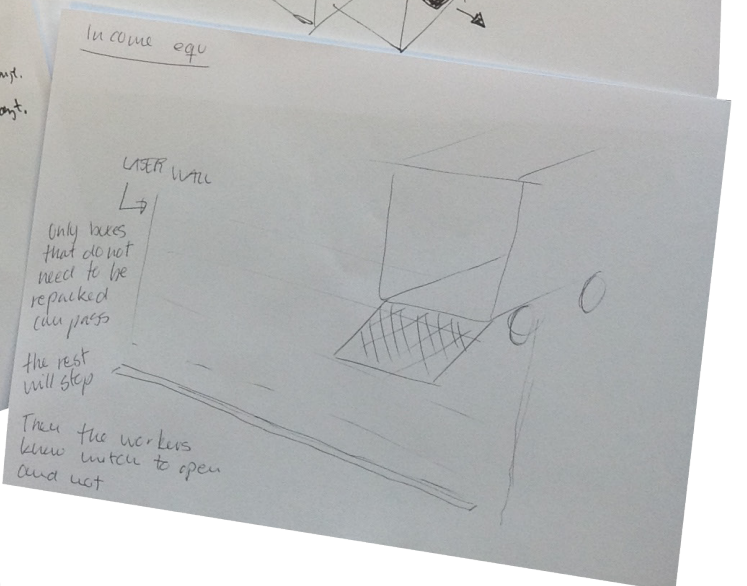 Income equ
LASER WALL
only boxes
that do not
need to be
repacked
can pass
the rest
will stop
Then the workers
know witch to open
and not